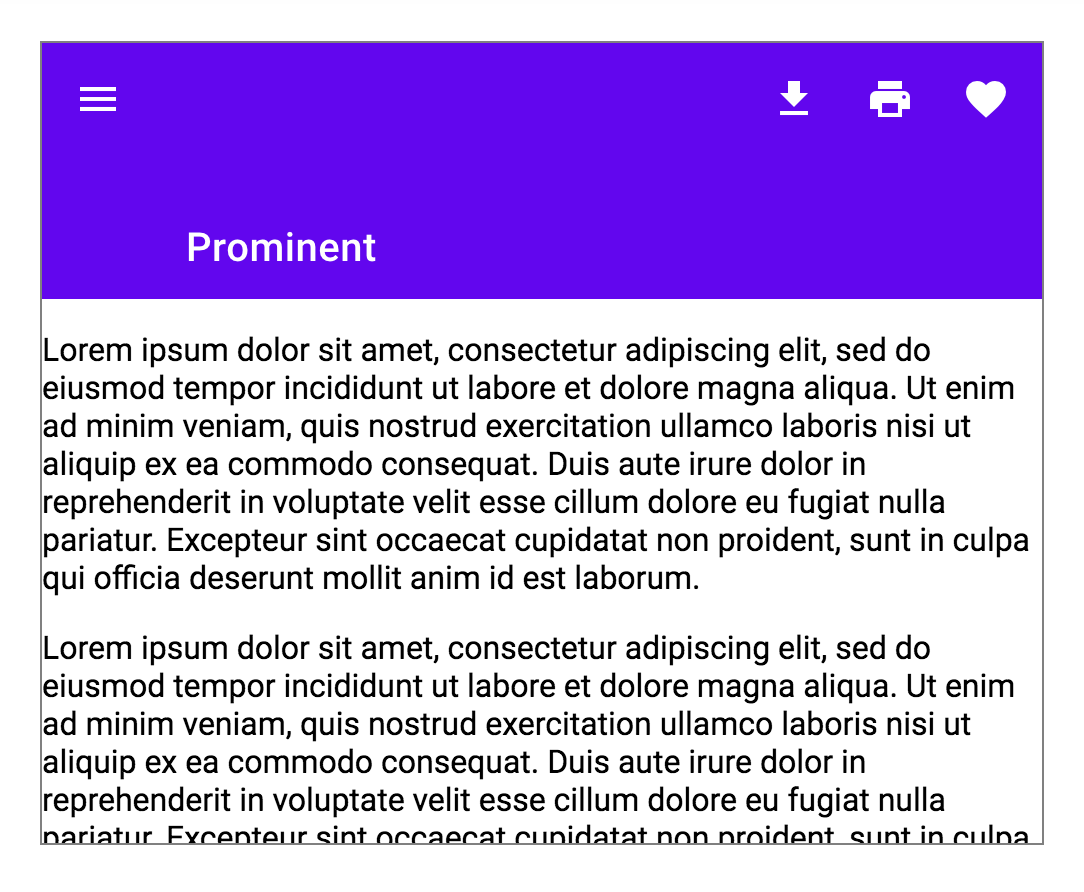 Prominent
Lorem ipsum dolor sit amet, consectetur adipiscing elit, sed do
eiusmod tempor incididunt ut labore et dolore magna aliqua. Ut enim
ad minim veniam, quis nostrud exercitation ullamco laboris nisi ut
aliquip ex ea commodo consequat. Duis aute irure dolor in
reprehenderit in voluptate velit esse cillum dolore eu fugiat nulla
pariatur. Excepteur sint occaecat cupidatat non proident, sunt in culpa
qui officia deserunt mollit anim id est laborum.
Lorem ipsum dolor sit amet, consectetur adipiscing elit, sed do
eiusmod tempor incididunt ut labore et dolore magna aliqua. Ut enim
ad minim veniam, quis nostrud exercitation ullamco laboris nisi ut
aliquip ex ea commodo consequat. Duis aute irure dolor in
reprehenderit in voluptate velit esse cillum dolore eu fugiat nulla
pariatur. Excepteur sint occaecat cupidatat non proident, sunt in culpa